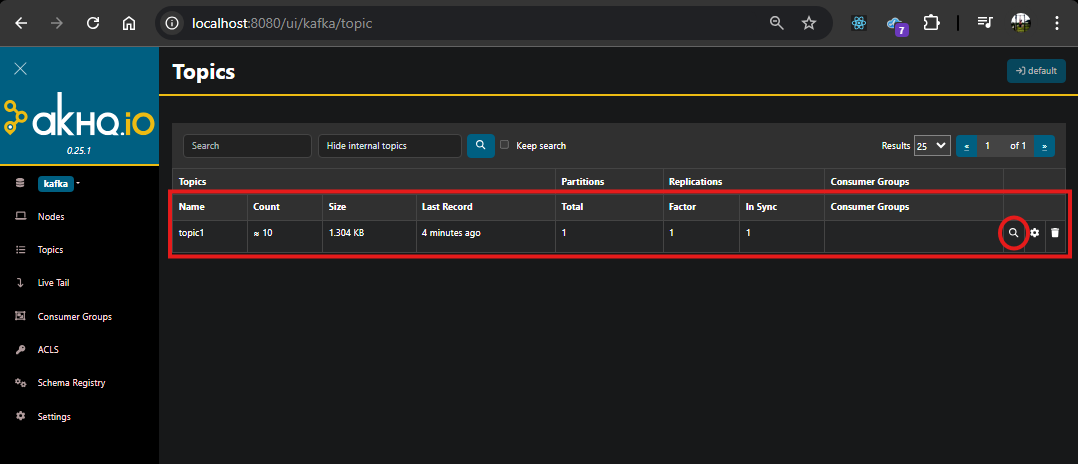 localhost:8080/ui/kafka/topic
7
akHQ.io
0.25.1
kafka
Nodes
Topics
Live Tail
Consumer Groups
ACLS
Schema Registry
Settings
Topics
default
Search
Hide internal topics
Keep search
Results 25 « 1 of 1 »
Topics Partitions Replications Consumer Groups
Name Count Size Last Record Total Factor In Sync Consumer Groups
topic1 ≈ 10 1.304 KB 4 minutes ago 1 1 1